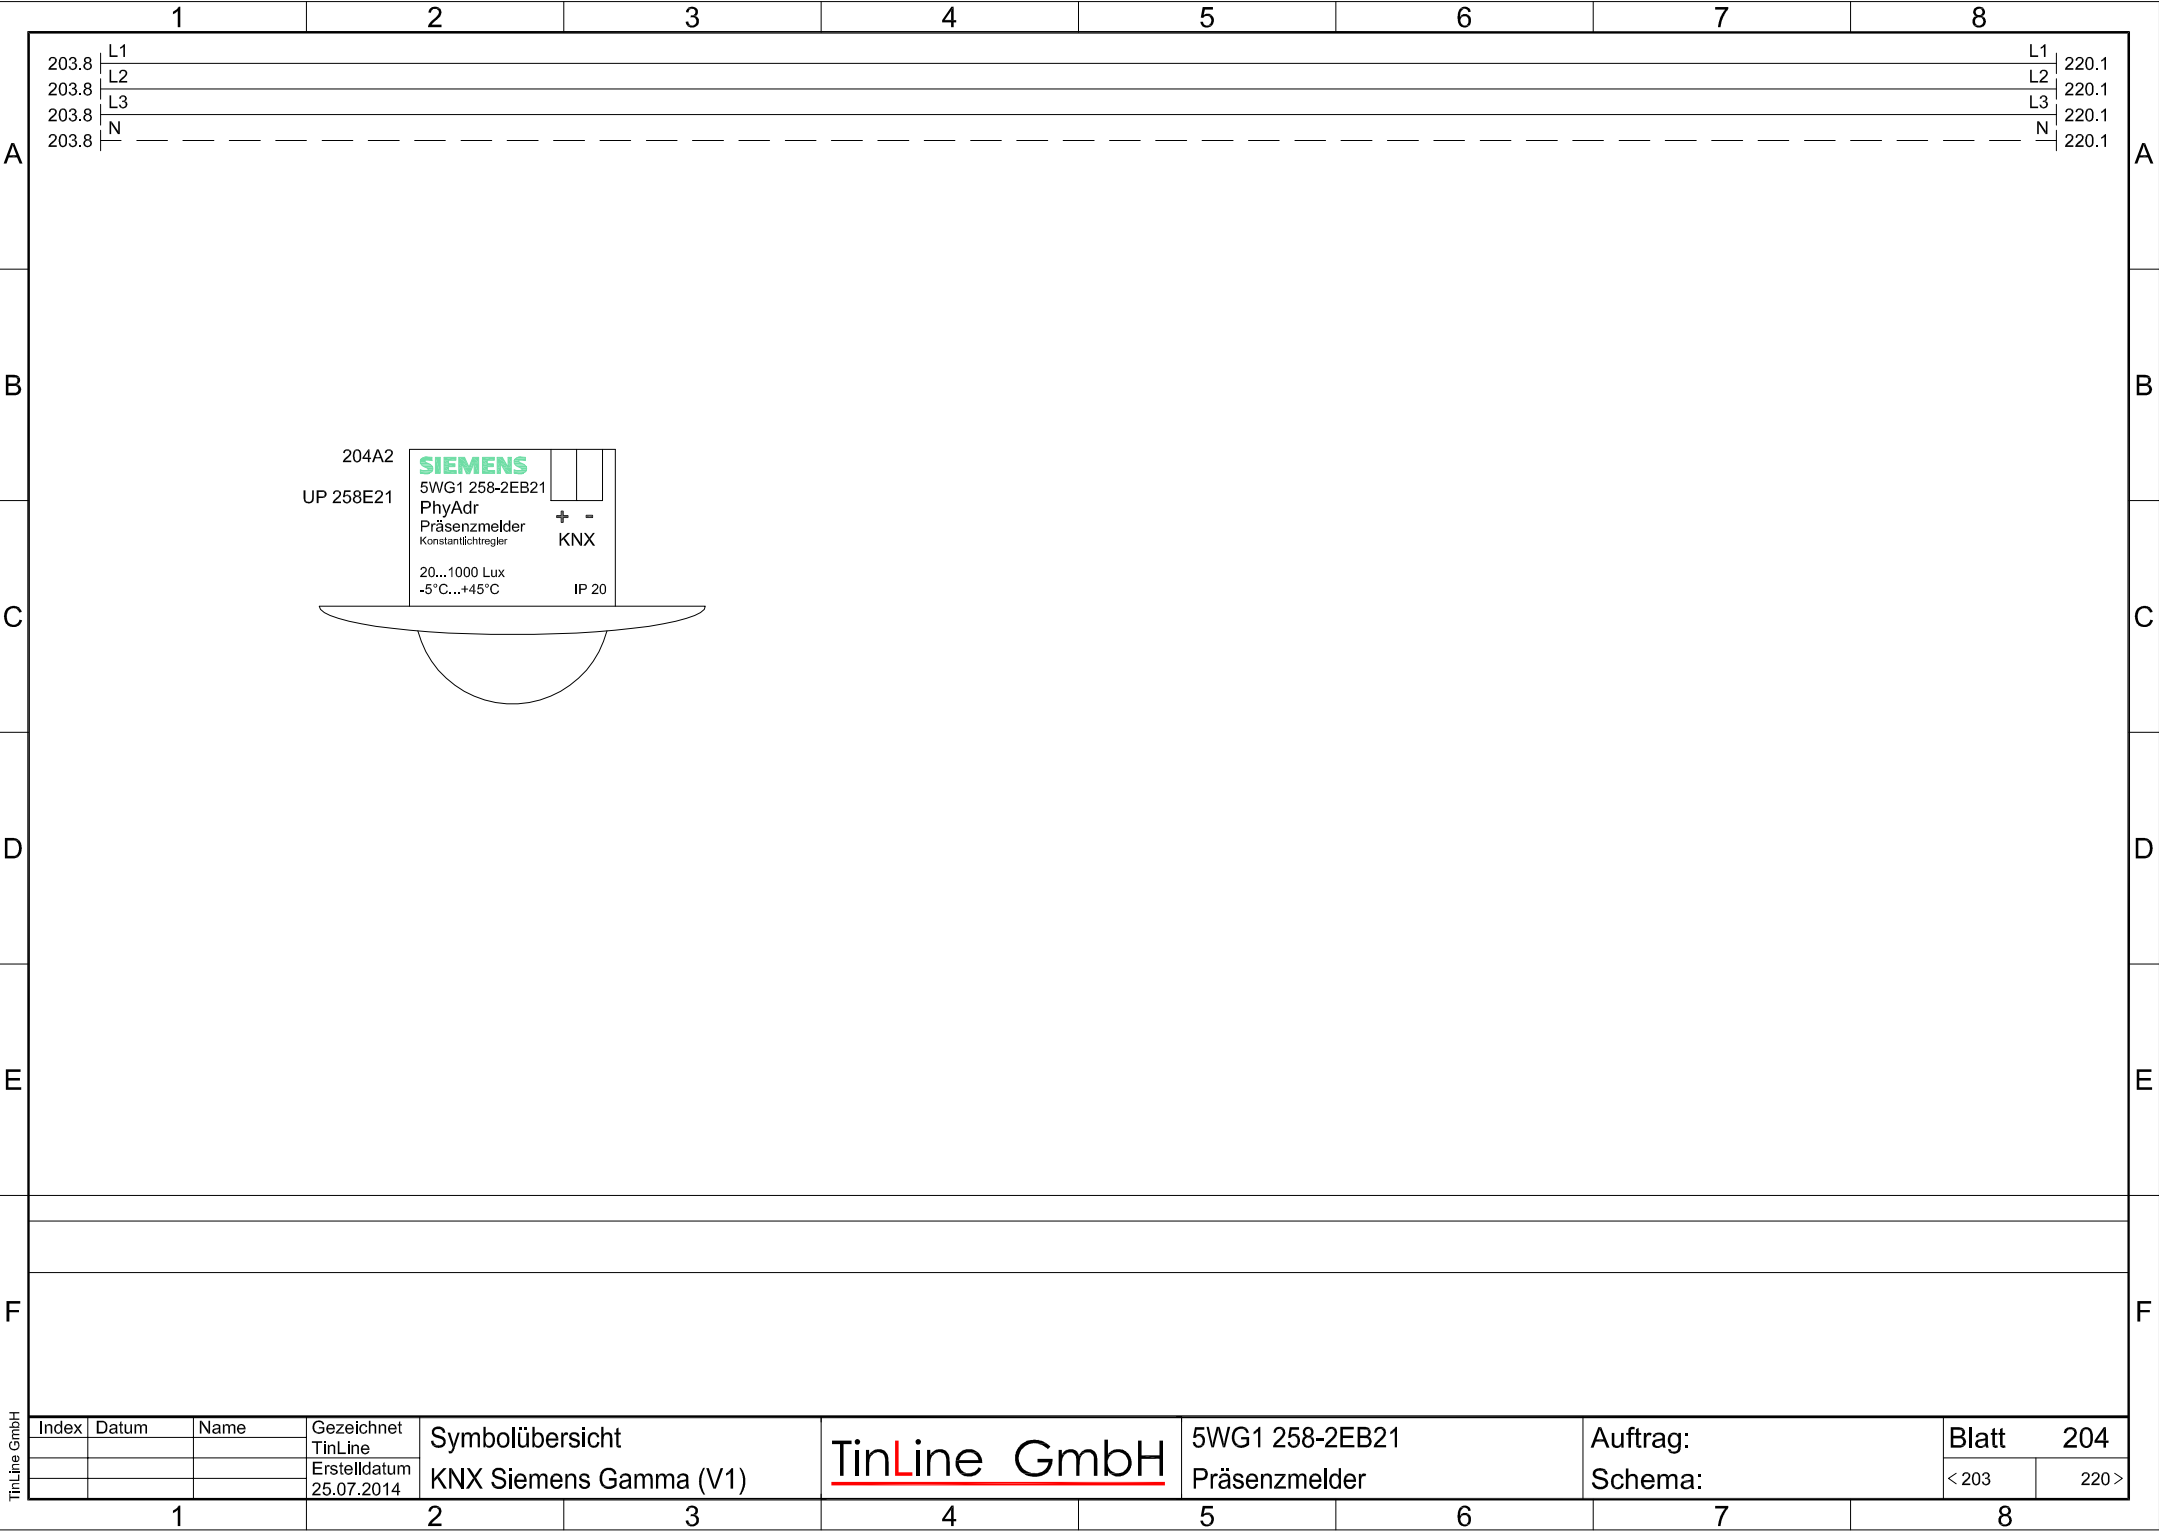 1 2 3 4 5 6 7 8
L1 L1
203.8 220.1
L2 L2
203.8 220.1
L3 L3
203.8 220.1
N N
203.8 220.1
A A
B B
204A2
SIEMENS
UP 258E21
5WG1 258-2EB21
PhyAdr
+ -
Präsenzmelder
Konstantlichtregler
KNX
20...1000 Lux
-5°C...+45°C
IP 20
C C
D D
E E
F F
TinLine GmbH
Index Datum Name
Gezeichnet
TinLine
Erstelldatum
25.07.2014
Symbolübersicht
KNX Siemens Gamma (V1)
TinLine GmbH
5WG1 258-2EB21
Präsenzmelder
Auftrag:
Schema:
Blatt 204
< 203 220 >
1 2 3 4 5 6 7 8